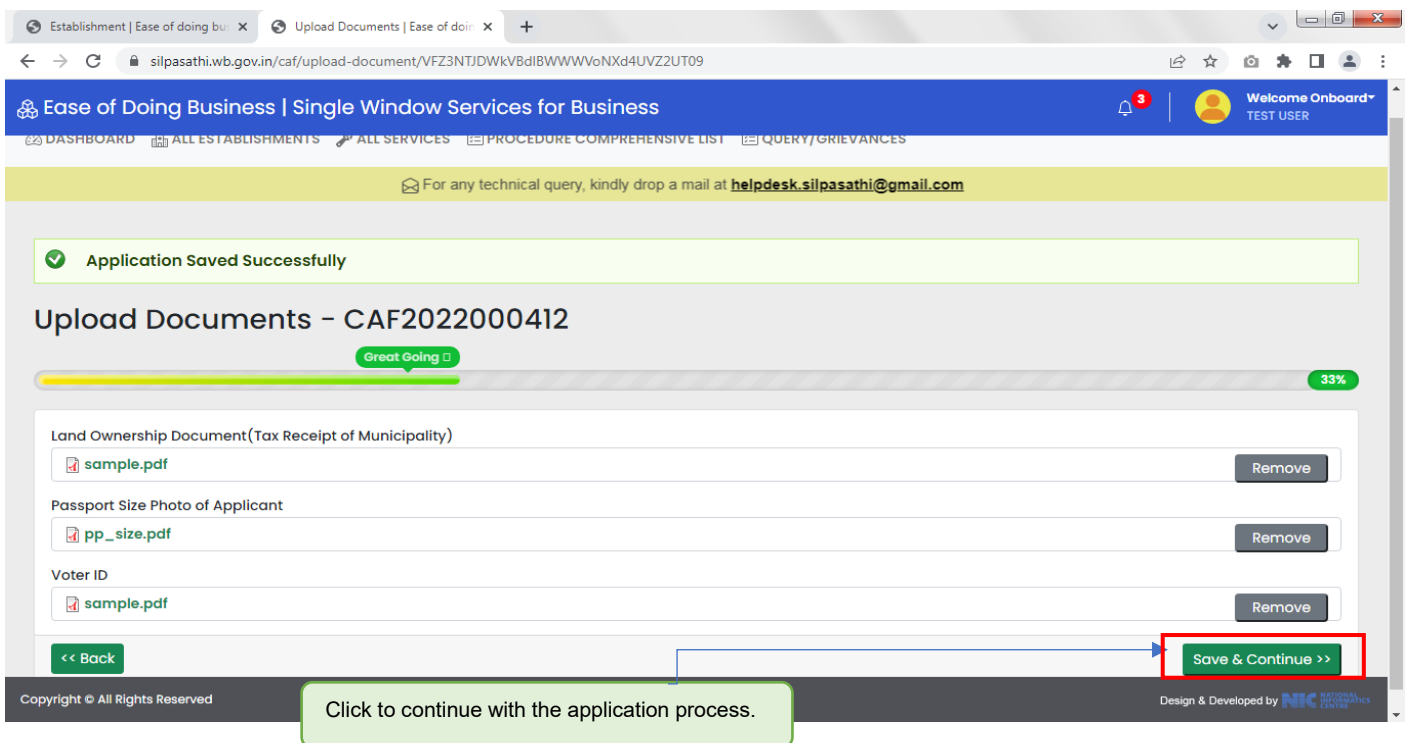 Establishment | Ease of doing bus
Upload Documents | Ease of doin
silpasathi.wb.gov.in/caf/upload-document/VFZ3NTJDWkVBdlBWWWVoNXd4UVZ2UT09
Ease of Doing Business | Single Window Services for Business
3
Welcome Onboard
TEST USER
DASHBOARD ALL ESTABLISHMENTS ALL SERVICES PROCEDURE COMPREHENSIVE LIST QUERY/GRIEVANCES
For any technical query, kindly drop a mail at helpdesk.silpasathi@gmail.com
Application Saved Successfully
Upload Documents - CAF2022000412
Great Going
33%
Land Ownership Document(Tax Receipt of Municipality)
sample.pdf Remove
Passport Size Photo of Applicant
pp_size.pdf Remove
Voter ID
sample.pdf Remove
<< Back Save & Continue >>
Copyright © All Rights Reserved
Design & Developed by NIC NATIONAL INFORMATICS CENTRE
Click to continue with the application process.